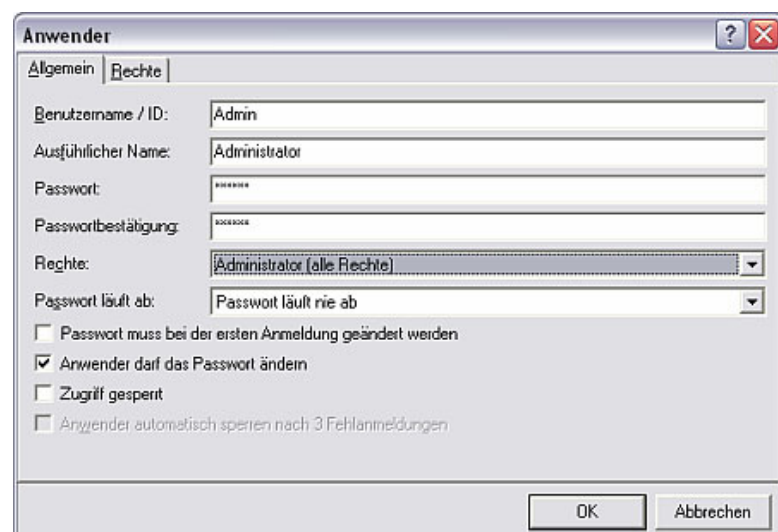 Anwender
Allgemein Rechte
Benutzername / ID: Admin
Ausführlicher Name: Administrator
Passwort: *******
Passwortbestätigung: *******
Rechte: Administrator (alle Rechte)
Passwort läuft ab: Passwort läuft nie ab
Passwort muss bei der ersten Anmeldung geändert werden
Anwender darf das Passwort ändern
Zugriff gesperrt
Anwender automatisch sperren nach 3 Fehlanmeldungen
OK Abbrechen